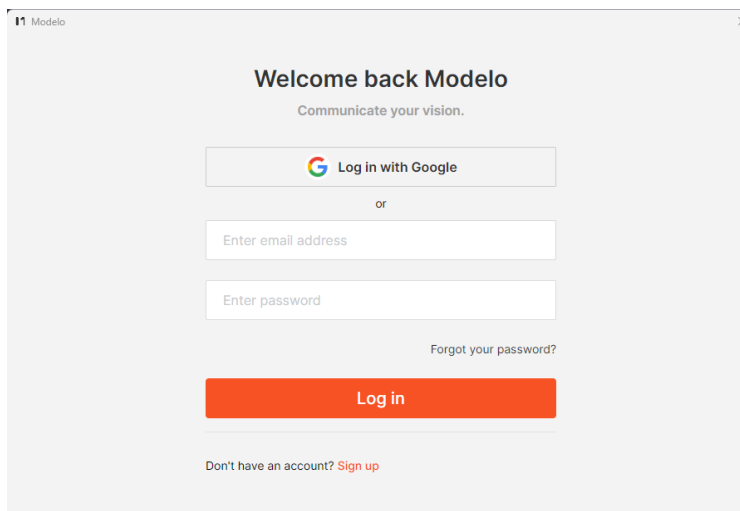 Modelo
Welcome back Modelo
Communicate your vision.
Log in with Google
or
Enter email address
Enter password
Forgot your password?
Log in
Don't have an account? Sign up